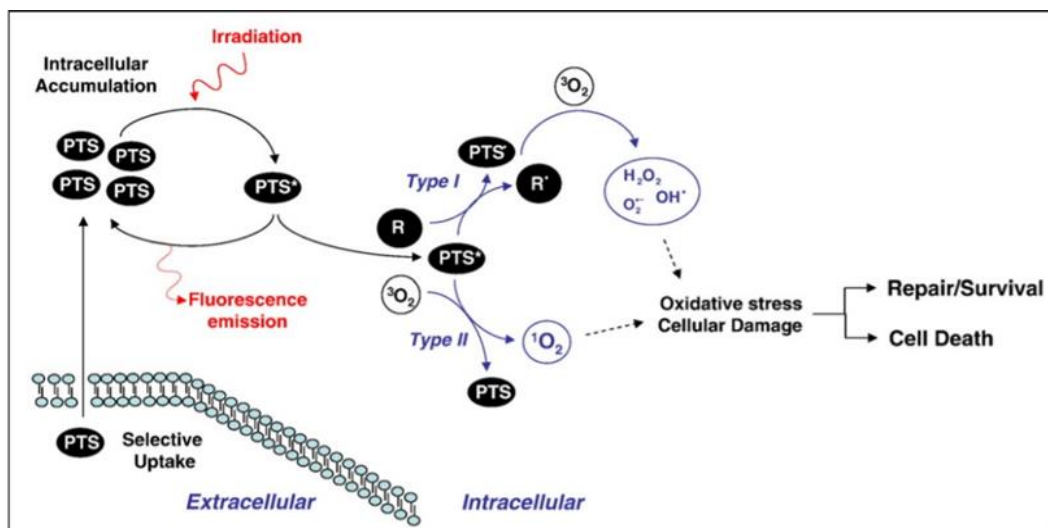 Irradiation
Intracellular
Accumulation
PTS
PTS
PTS
PTS
PTS*
³O₂
PTS•
Type I
R•
H₂O₂
O₂•− OH•
R
PTS*
³O₂
Fluorescence
emission
Type II
¹O₂
PTS
Oxidative stress
Cellular Damage
Repair/Survival
Cell Death
PTS
Selective
Uptake
Extracellular
Intracellular